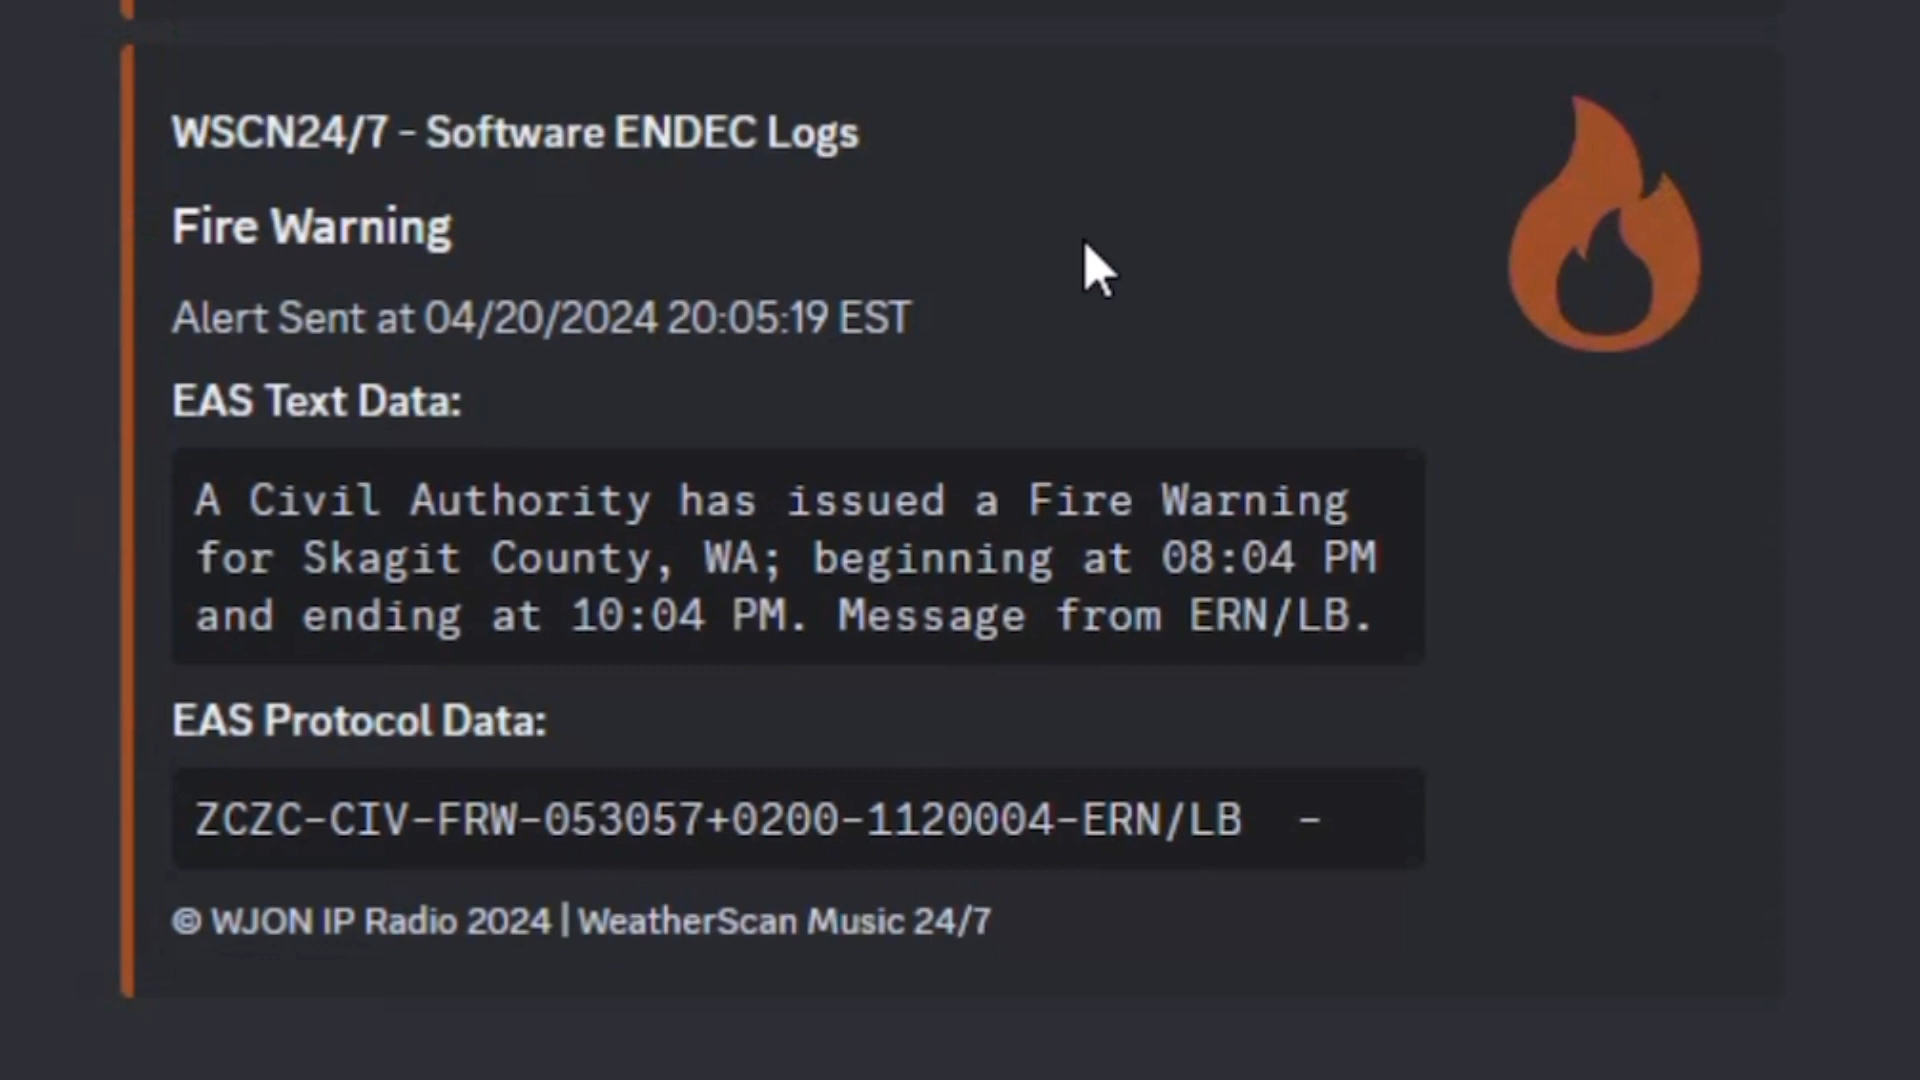 WSCN24/7 - Software ENDEC Logs
Fire Warning
Alert Sent at 04/20/2024 20:05:19 EST
EAS Text Data:
A Civil Authority has issued a Fire Warning
for Skagit County, WA; beginning at 08:04 PM
and ending at 10:04 PM. Message from ERN/LB.
EAS Protocol Data:
ZCZC-CIV-FRW-053057+0200-1120004-ERN/LB  -
© WJON IP Radio 2024 | WeatherScan Music 24/7